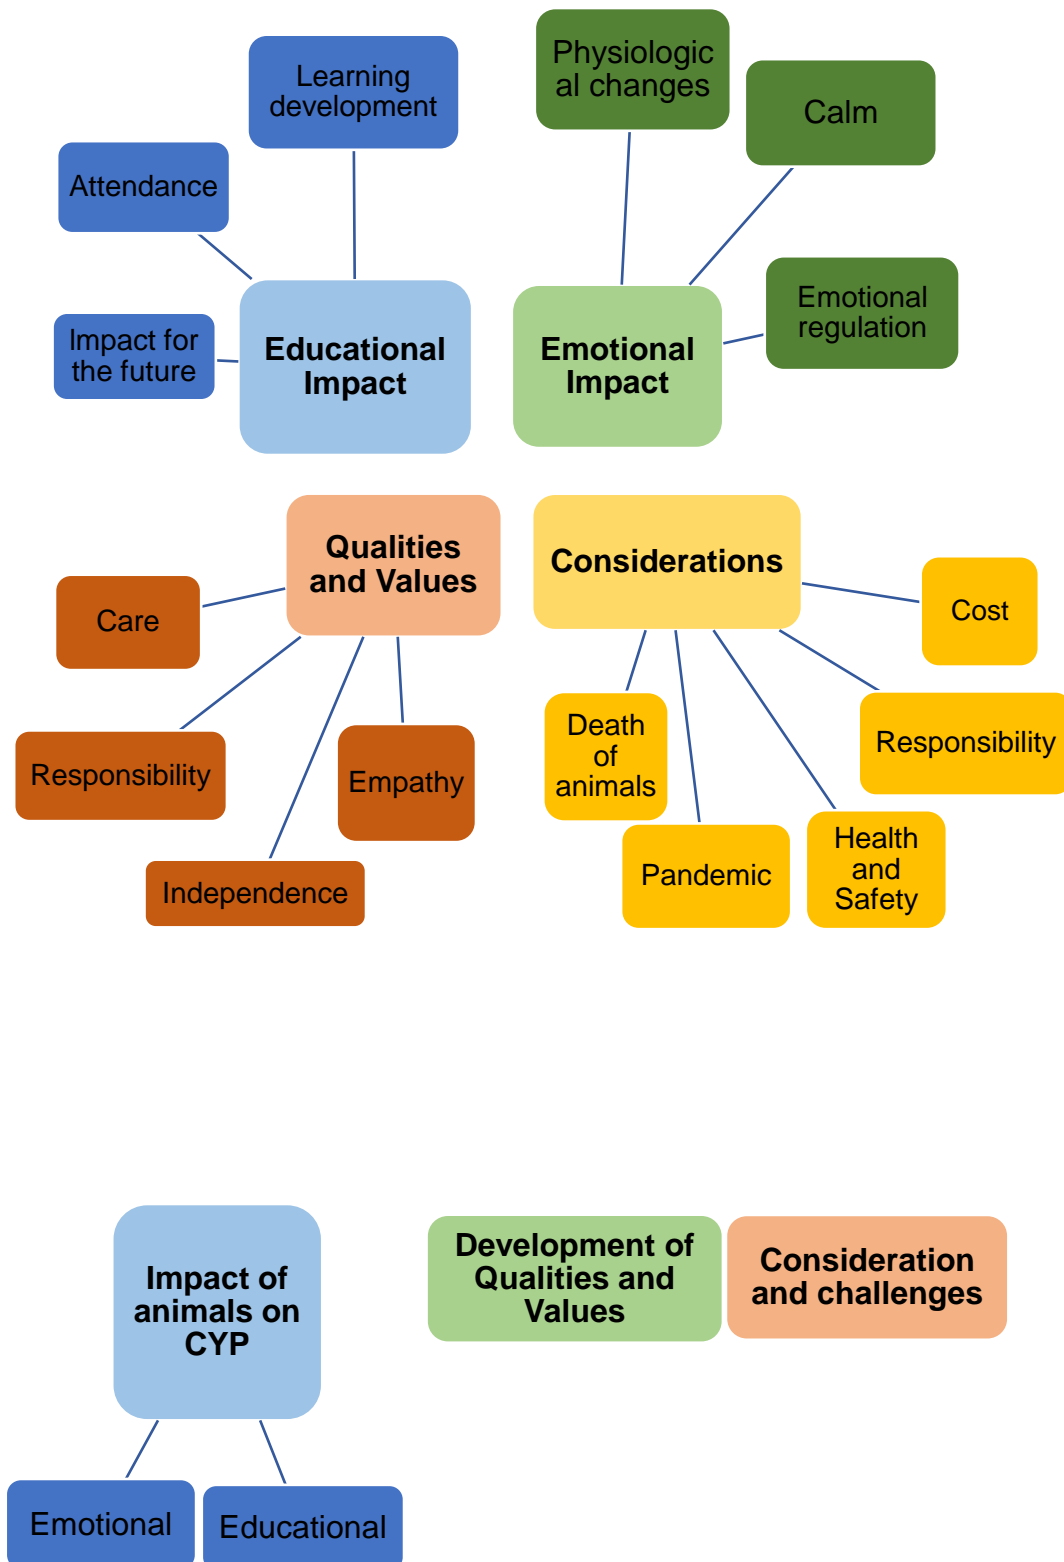 Learning
development
Physiologic
al changes
Calm
Attendance
Emotional
regulation
Impact for
the future
Educational
Impact
Emotional
Impact
Qualities
and Values
Considerations
Care
Cost
Responsibility
Empathy
Death
of
animals
Responsibility
Independence
Pandemic
Health
and
Safety
Impact of
animals on
CYP
Development of
Qualities and
Values
Consideration
and challenges
Emotional
Educational